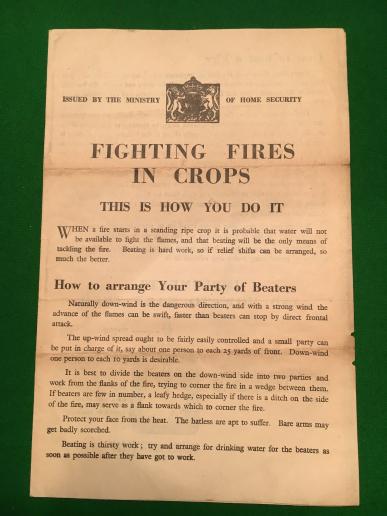 ISSUED BY THE MINISTRY OF HOME SECURITY
FIGHTING FIRES
IN CROPS
THIS IS HOW YOU DO IT
WHEN a fire starts in a standing ripe crop it is probable that water will not
be available to fight the flames, and that beating will be the only means of
tackling the fire. Beating is hard work, so if relief shifts can be arranged, so
much the better.
How to arrange Your Party of Beaters
Naturally down-wind is the dangerous direction, and with a strong wind the
advance of the flames can be swift, faster than beaters can stop by direct frontal
attack.
The up-wind spread ought to be fairly easily controlled and a small party can
be put in charge of it, say about one person to each 25 yards of front. Down-wind
one person to each 10 yards is desirable.
It is best to divide the beaters on the down-wind side into two parties and
work from the flanks of the fire, trying to corner the fire in a wedge between them.
If beaters are few in number, a leafy hedge, especially if there is a ditch on the side
of the fire, may serve as a flank towards which to corner the fire.
Protect your face from the heat. The hatless are apt to suffer. Bare arms may
get badly scorched.
Beating is thirsty work; try and arrange for drinking water for the beaters as
soon as possible after they have got to work.